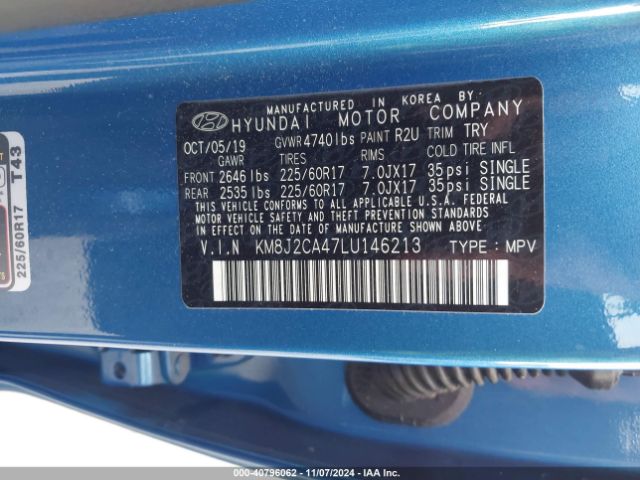 MANUFACTURED IN KOREA BY:
HYUNDAI MOTOR COMPANY
OCT/05/19 GVWR 4740lbs PAINT R2U TRIM TRY
GAWR TIRES RIMS COLD TIRE INFL
FRONT 2646 lbs 225/60R17 7.0JX17 35psi SINGLE
REAR 2535 lbs 225/60R17 7.0JX17 35psi SINGLE
THIS VEHICLE CONFORMS TO ALL APPLICABLE U.S.A. FEDERAL
MOTOR VEHICLE SAFETY AND THEFT PREVENTION STANDARDS
IN EFFECT ON THE DATE OF MANUFACTURE SHOWN ABOVE.
V.I.N KM8J2CA47LU146213 TYPE: MPV
225/60R17
T43
000-40796062 - 11/07/2024 - IAAI.COM